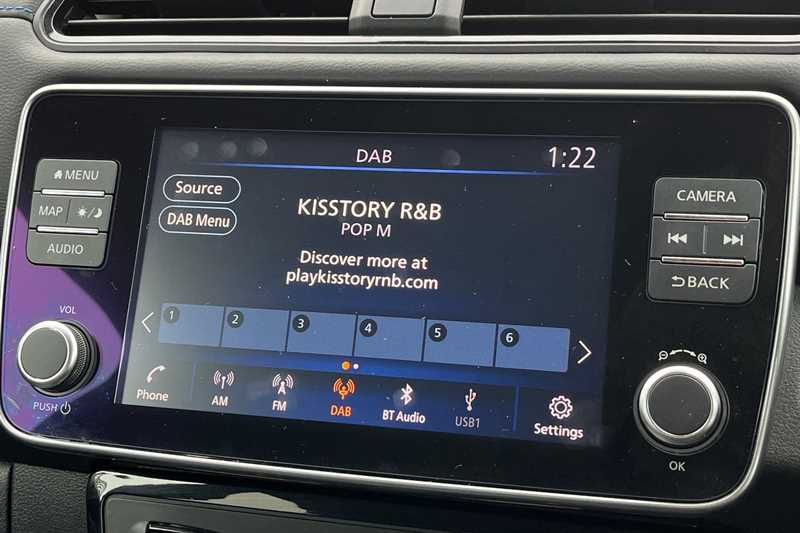 DAB
1:22
MENU
MAP
AUDIO
VOL
PUSH
Source
DAB Menu
KISSTORY R&B
POP M
Discover more at
playkisstoryrnb.com
1 2 3 4 5 6
Phone
AM
FM
DAB
BT Audio
USB1
Settings
CAMERA
BACK
OK